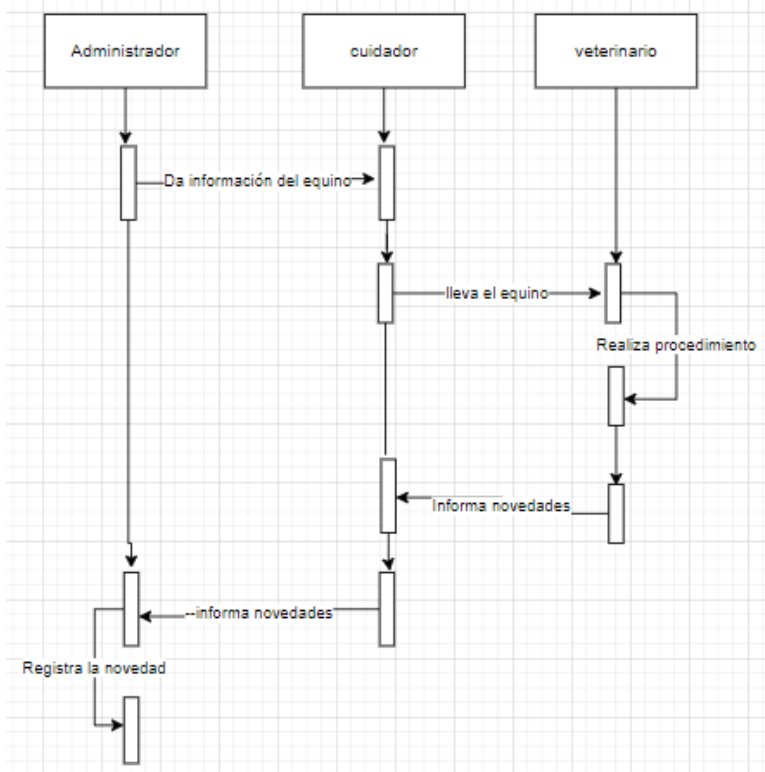 Administrador
cuidador
veterinario
Da información del equino
lleva el equino
Realiza procedimiento
Informa novedades
--informa novedades
Registra la novedad